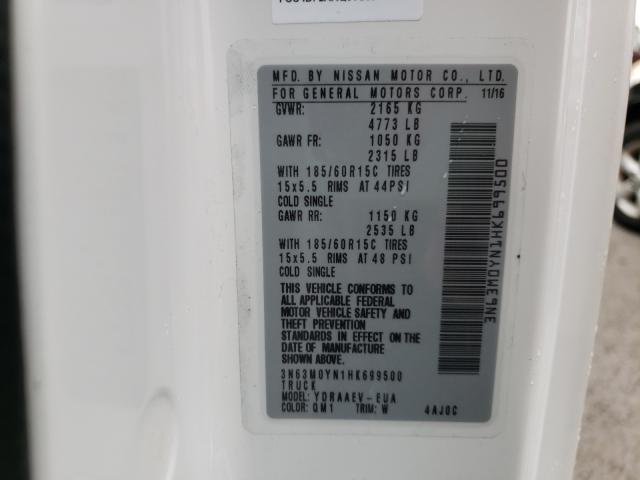 MFD. BY NISSAN MOTOR CO., LTD.
FOR GENERAL MOTORS CORP. 11/16
GVWR: 2165 KG
4773 LB
GAWR FR: 1050 KG
2315 LB
WITH 185/60R15C TIRES
15x5.5 RIMS AT 44PSI
COLD SINGLE
GAWR RR: 1150 KG
2535 LB
WITH 185/60R15C TIRES
15x5.5 RIMS AT 48 PSI
COLD SINGLE
THIS VEHICLE CONFORMS TO
ALL APPLICABLE FEDERAL
MOTOR VEHICLE SAFETY AND
THEFT PREVENTION
STANDARDS IN EFFECT ON
THE DATE OF MANUFACTURE
SHOWN ABOVE.
3N63M0YN1HK699500
TRUCK
MODEL: YDRAAEV-EUA
COLOR: QM1 TRIM: W 4AJ0C
3N63M0YN1HK699500